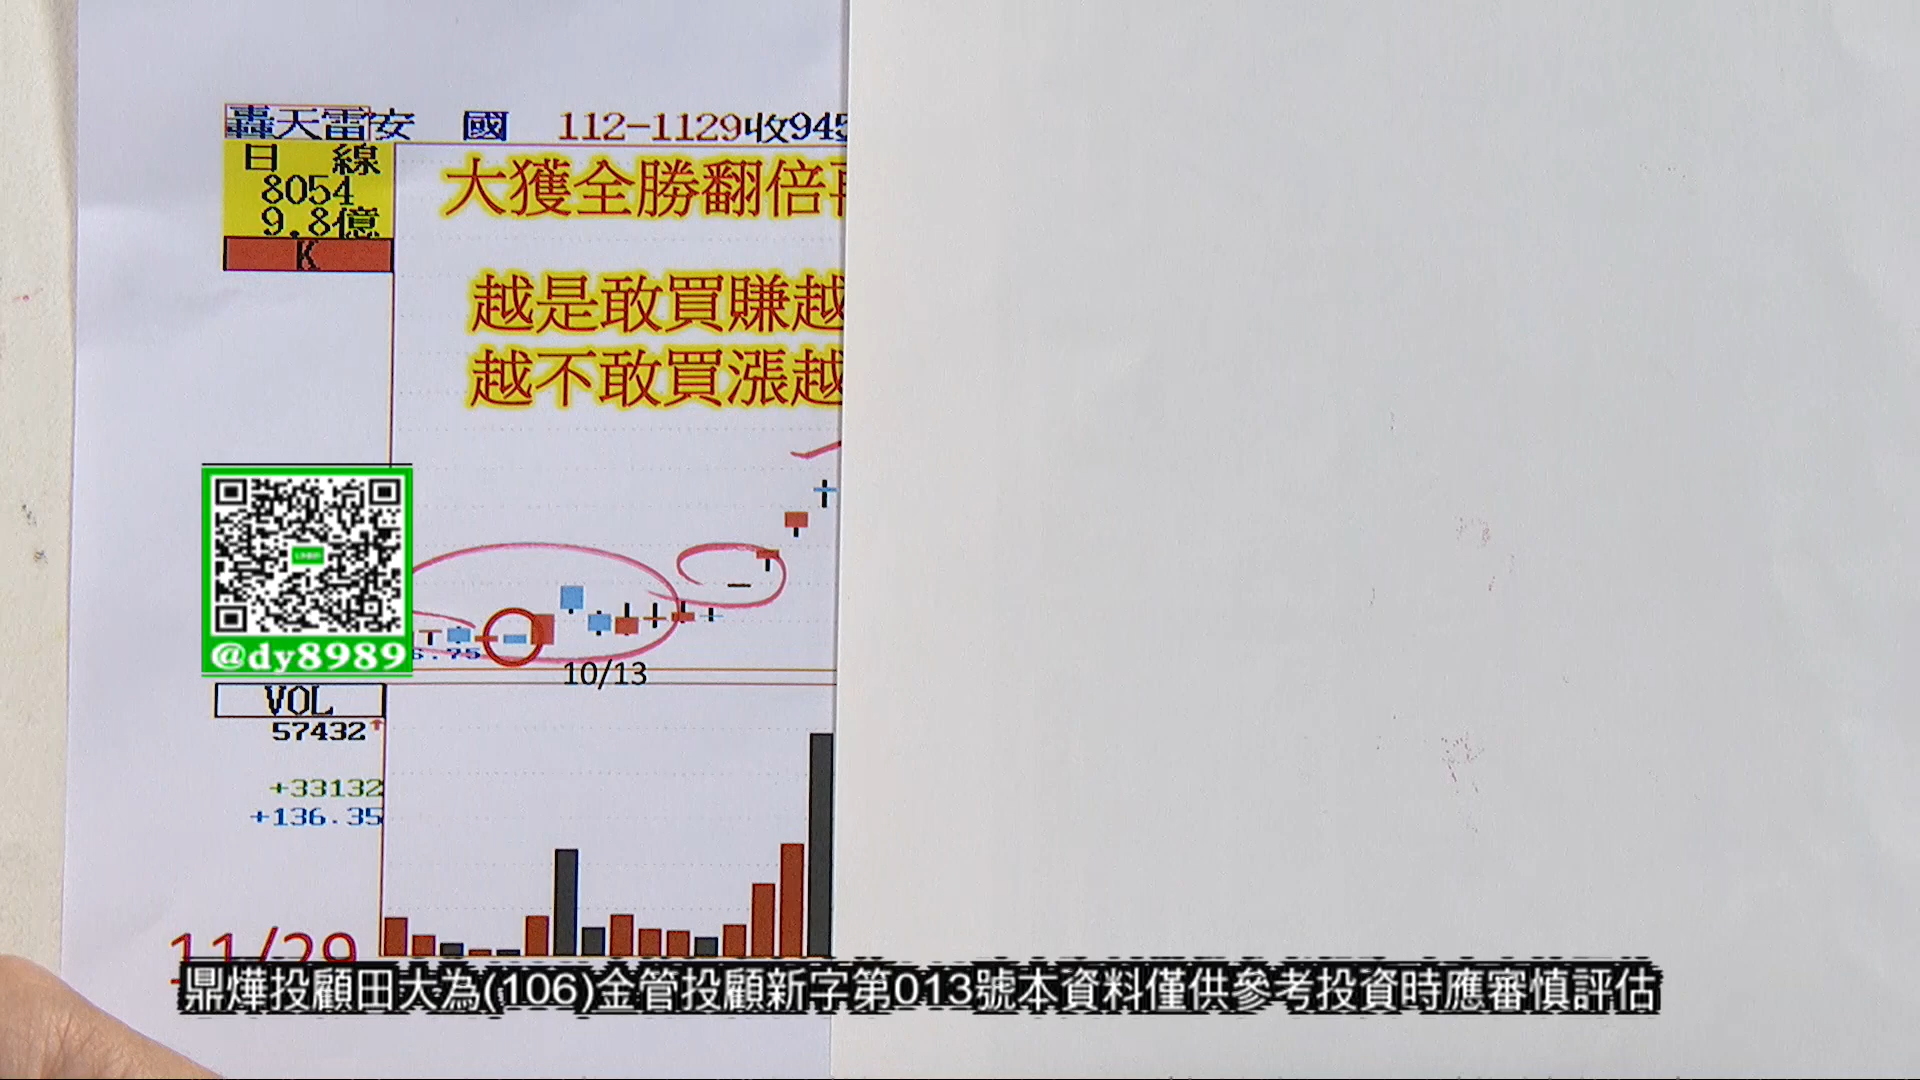 轟天雷安 國 112-1129收945
日 線
8054
9.8億
K
大獲全勝翻倍
越是敢買賺越
越不敢買漲越
@dy8989
6.75
10/13
VOL
57432
+33132
+136.35
11/29
鼎燁投顧田大為(106)金管投顧新字第013號本資料僅供參考投資時應審慎評估